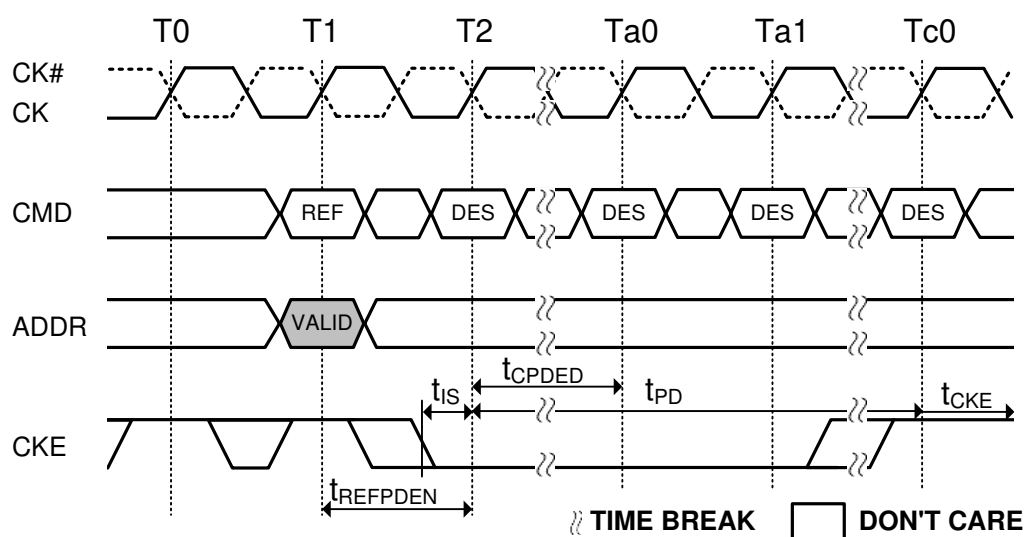 T0 T1 T2 Ta0 Ta1 Tc0
CK#
CK
CMD REF DES DES DES DES
ADDR VALID
tCPDED
tIS tPD tCKE
CKE
tREFPDEN
TIME BREAK DON'T CARE